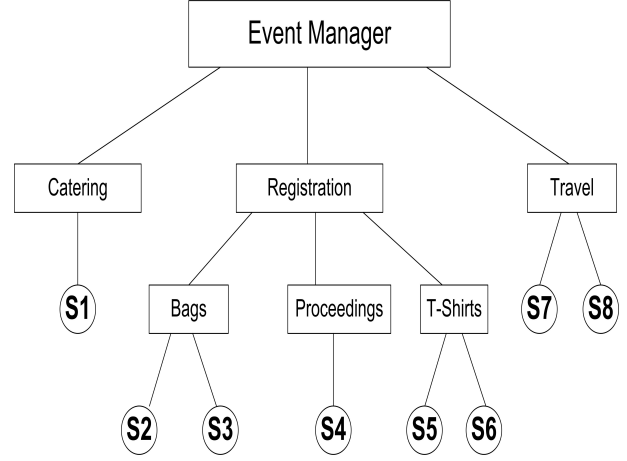 Event Manager
Catering
Registration
Travel
S1
Bags
Proceedings
T-Shirts
S7
S8
S2
S3
S4
S5
S6